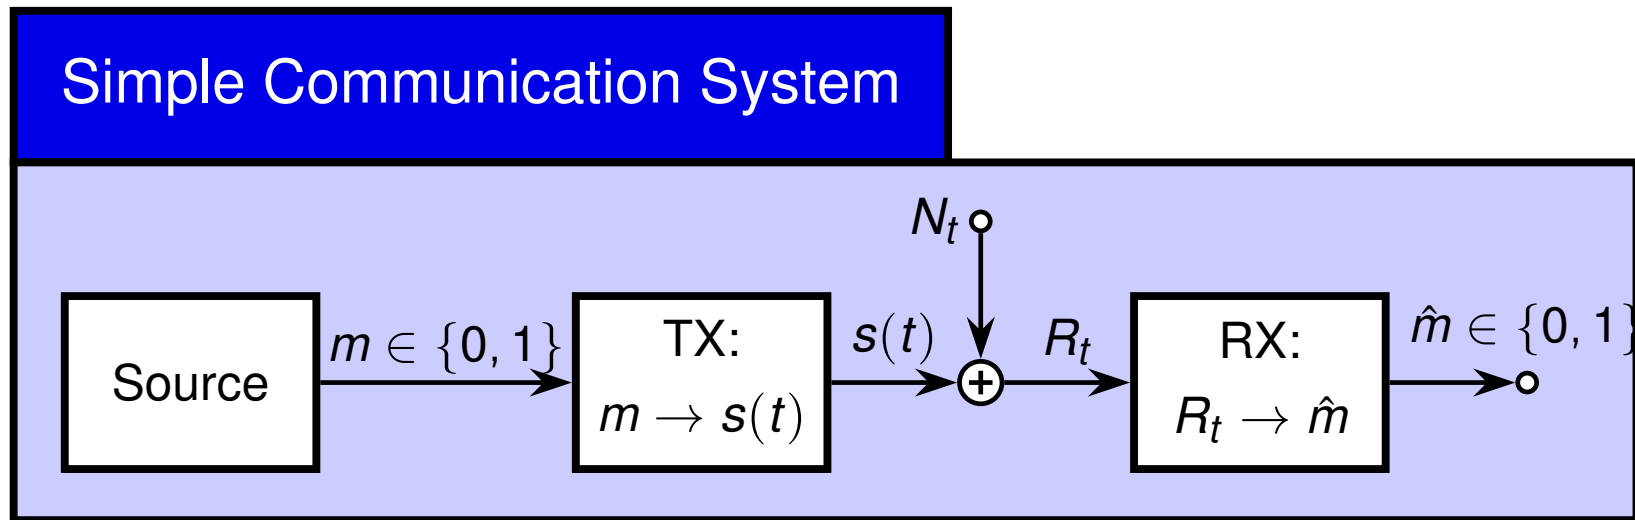 Simple Communication System
N_t
Source
m ∈ {0, 1}
TX:
m → s(t)
s(t)
+
R_t
RX:
R_t → m̂
m̂ ∈ {0, 1}